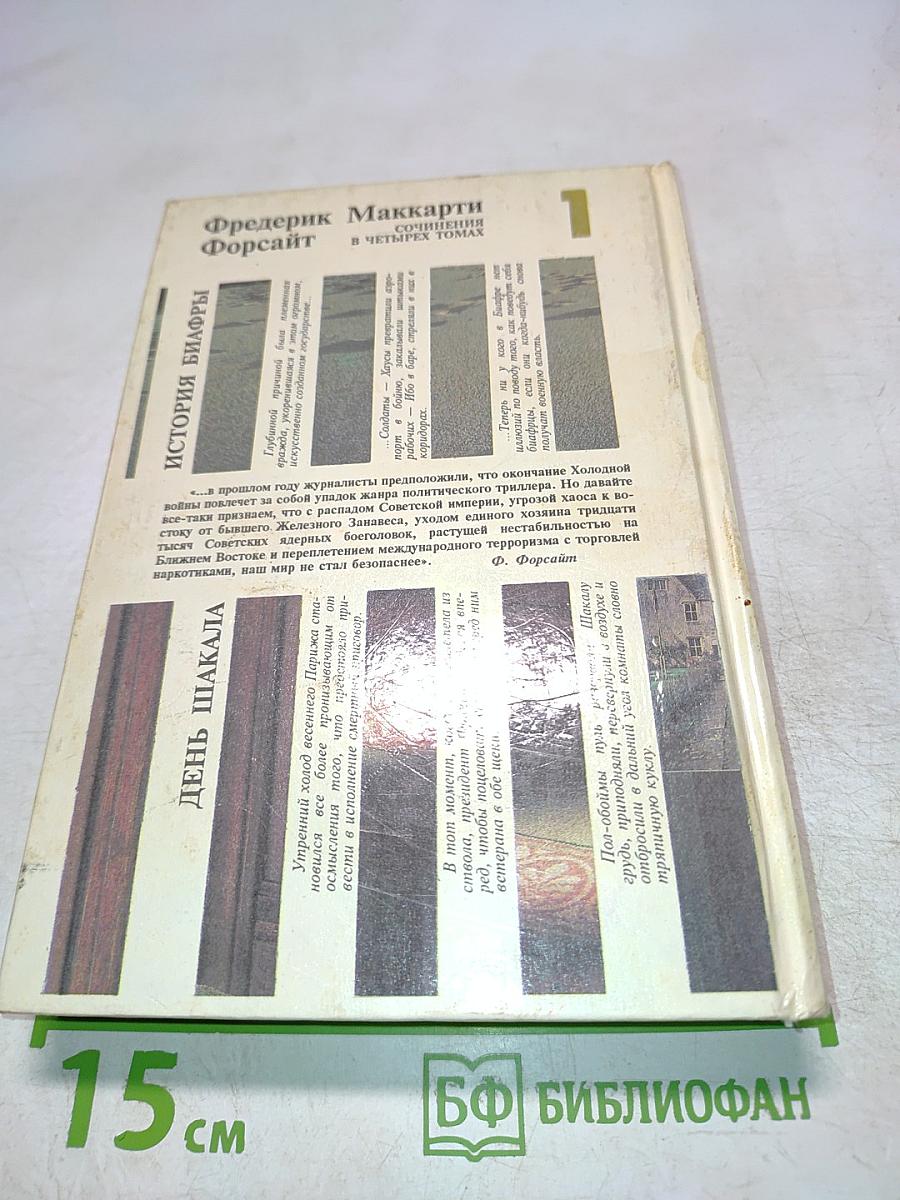 Фредерик Маккарти
Форсайт
СОЧИНЕНИЯ
В ЧЕТЫРЕХ ТОМАХ
1
ИСТОРИЯ БИАФРЫ
Глубинной причиной была племенная
вражда, укоренившаяся в этом огромном,
искусственно созданном государстве...
...Солдаты — Хаусы превратили аэро-
порт в бойню, закалывали штыками
рабочих — Ибо в баре, стреляли в них в
коридорах.
...Теперь ни у кого в Биафре нет
иллюзий по поводу того, как поведут себя
биафрцы, если они когда-нибудь снова
получат военную власть.
«...в прошлом году журналисты предположили, что окончание Холодной
войны повлечет за собой упадок жанра политического триллера. Но давайте
все-таки признаем, что с распадом Советской империи, угрозой хаоса к во-
стоку от бывшего Железного Занавеса, уходом единого хозяина тридцати
тысяч Советских ядерных боеголовок, растущей нестабильностью на
Ближнем Востоке и переплетением международного терроризма с торговлей
наркотиками, наш мир не стал безопаснее».
Ф. Форсайт
ДЕНЬ ШАКАЛА
Утренний холод весеннего Парижа ста-
новился все более пронизывающим от
осмысления того, что предстояло при-
вести в исполнение смертный приговор.
В тот момент, из
ствола, президент впе-
ред, чтобы поцеловать ним
ветерана в обе щеки.
Пол-обоймы пуль Шакалу
грудь, приподняли, перевернули в воздухе и
отбросили в дальний угол комнаты словно
тряпичную куклу.
15 см
БФ БИБЛИОФАН